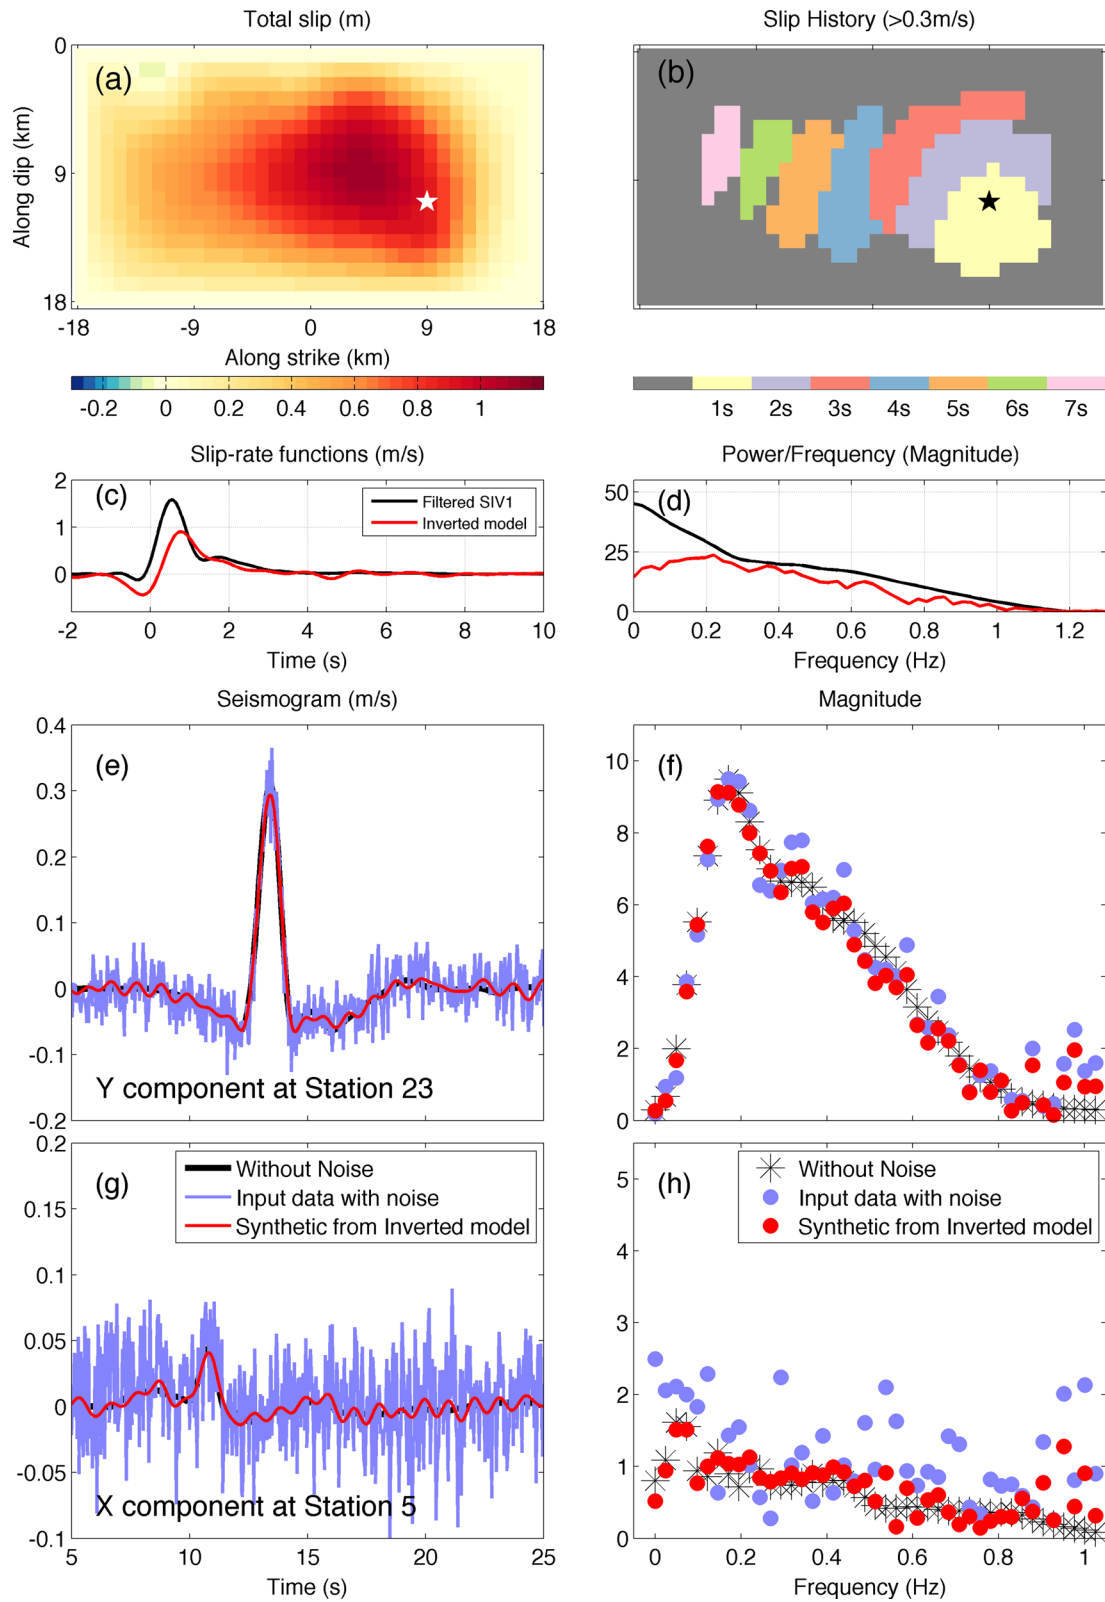 Total slip (m)
Slip History (>0.3m/s)
(a)
(b)
0
9
18
Along dip (km)
-18
-9
0
9
18
Along strike (km)
-0.2
0
0.2
0.4
0.6
0.8
1
1s
2s
3s
4s
5s
6s
7s
Slip-rate functions (m/s)
Power/Frequency (Magnitude)
(c)
Filtered SIV1
Inverted model
2
1
0
-2
0
2
4
6
8
10
Time (s)
(d)
50
25
0
0
0.2
0.4
0.6
0.8
1
1.2
Frequency (Hz)
Seismogram (m/s)
Magnitude
(e)
0.4
0.3
0.2
0.1
0
-0.1
-0.2
Y component at Station 23
(f)
10
8
6
4
2
0
(g)
Without Noise
Input data with noise
Synthetic from Inverted model
0.2
0.15
0.1
0.05
0
-0.05
-0.1
X component at Station 5
5
10
15
20
25
Time (s)
(h)
Without Noise
Input data with noise
Synthetic from Inverted model
5
4
3
2
1
0
0
0.2
0.4
0.6
0.8
1
Frequency (Hz)